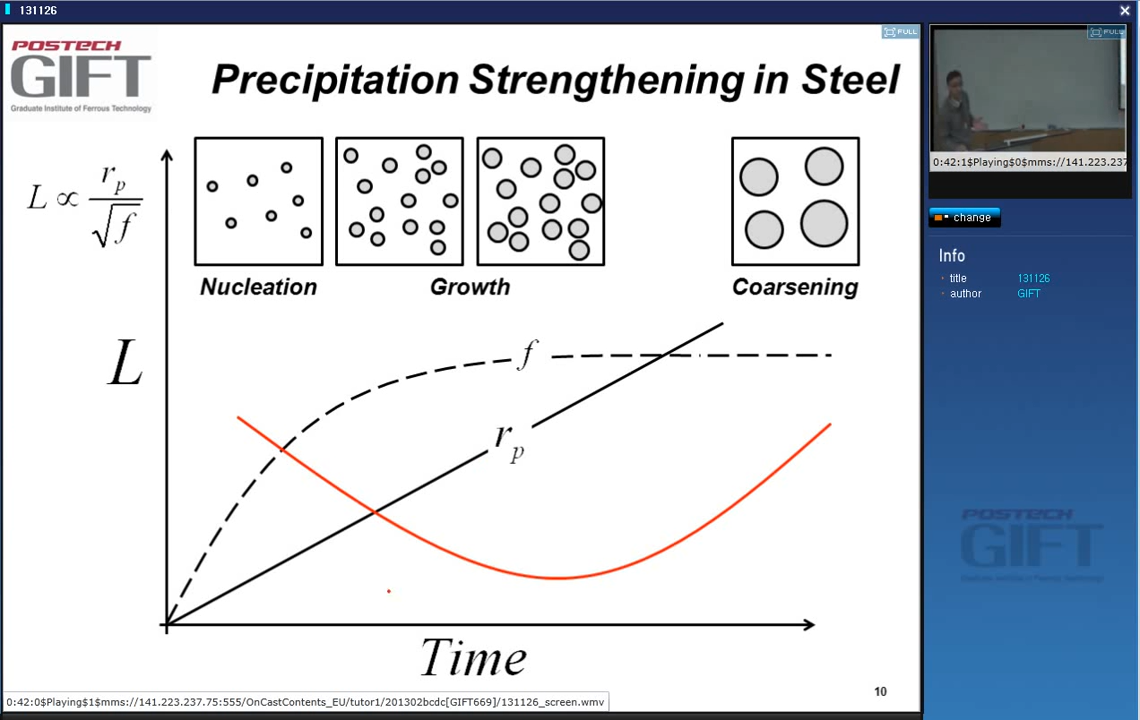 131126
POSTECH
GIFT
Graduate Institute of Ferrous Technology
Precipitation Strengthening in Steel
FULL
FULL
L ∝ r_p / √f
Nucleation
Growth
Coarsening
0:42:1$Playing$0$mms://141.223.237
change
Info
title 131126
author GIFT
L
f
r_p
POSTECH
GIFT
Time
10
0:42:0$Playing$1$mms://141.223.237.75:555/OnCastContents_EU/tutor1/201302bcdc[GIFT669]/131126_screen.wmv